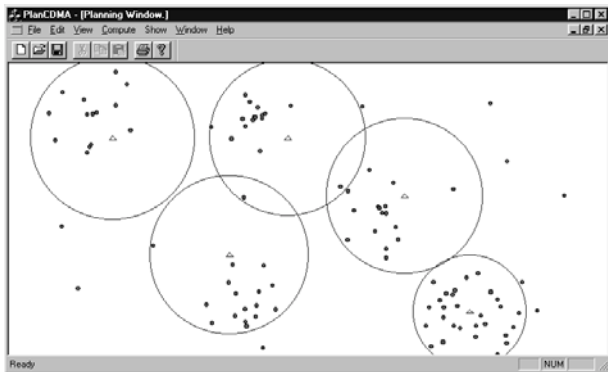 PlanCDMA - [Planning Window.]
File Edit View Compute Show Window Help
Ready NUM